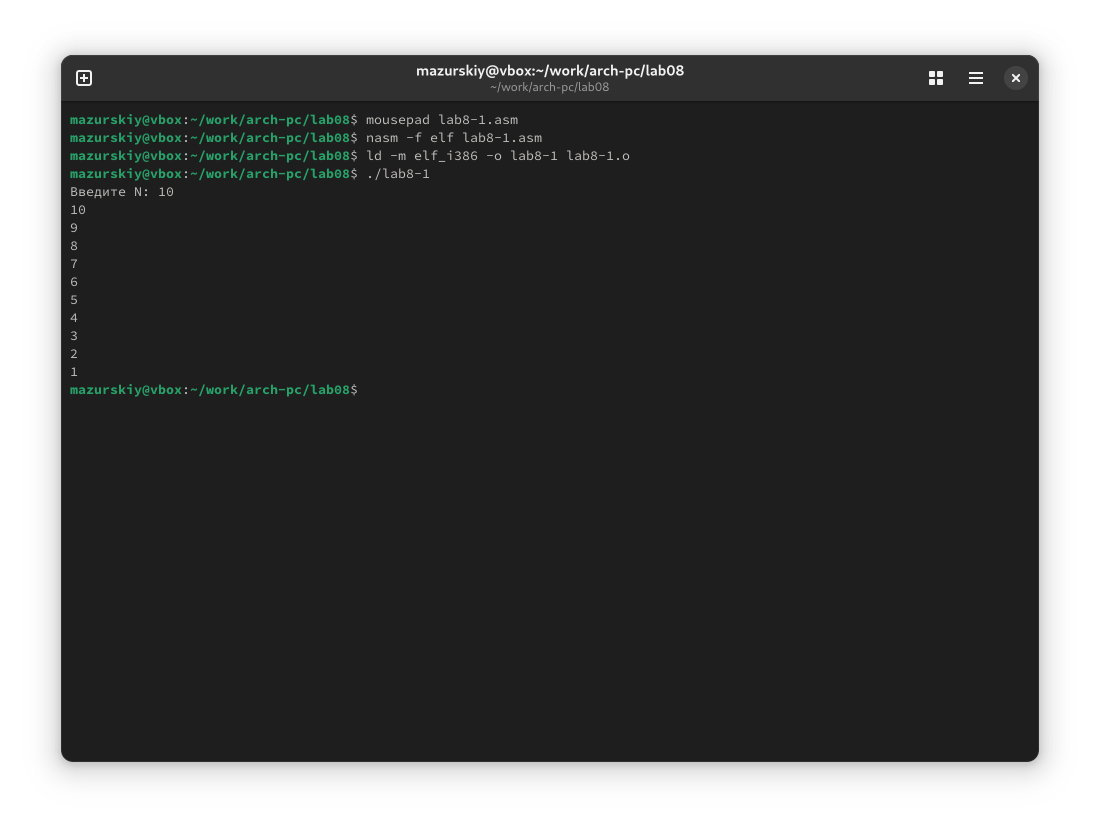 mazurskiy@vbox:~/work/arch-pc/lab08
~/work/arch-pc/lab08
mazurskiy@vbox:~/work/arch-pc/lab08$ mousepad lab8-1.asm
mazurskiy@vbox:~/work/arch-pc/lab08$ nasm -f elf lab8-1.asm
mazurskiy@vbox:~/work/arch-pc/lab08$ ld -m elf_i386 -o lab8-1 lab8-1.o
mazurskiy@vbox:~/work/arch-pc/lab08$ ./lab8-1
Введите N: 10
10
9
8
7
6
5
4
3
2
1
mazurskiy@vbox:~/work/arch-pc/lab08$